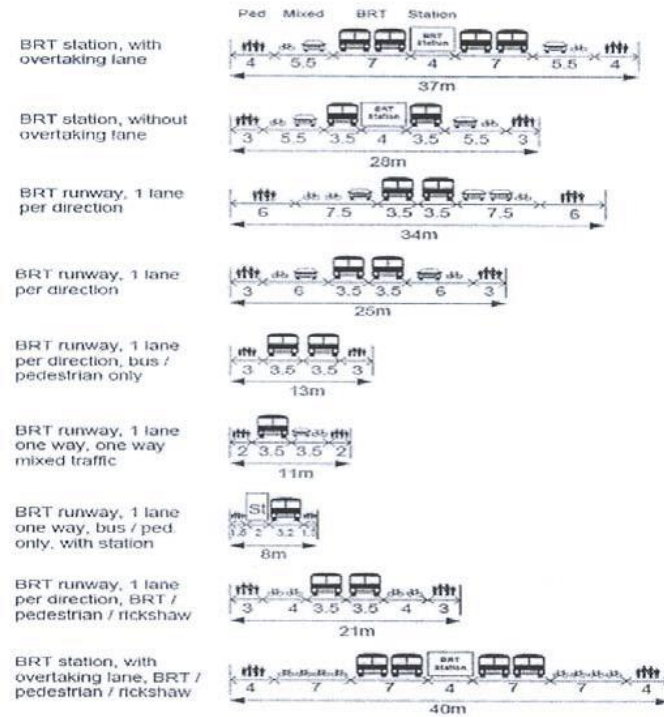 Ped Mixed BRT Station
BRT station, with
overtaking lane
BRT
Station
4 5.5 7 4 7 5.5 4
37m
BRT station, without
overtaking lane
BRT
Station
3 5.5 3.5 4 3.5 5.5 3
28m
BRT runway, 1 lane
per direction
6 7.5 3.5 3.5 7.5 6
34m
BRT runway, 1 lane
per direction
3 6 3.5 3.5 6 3
25m
BRT runway, 1 lane
per direction, bus /
pedestrian only
3 3.5 3.5 3
13m
BRT runway, 1 lane
one way, one way
mixed traffic
2 3.5 3.5 2
11m
BRT runway, 1 lane
one way, bus / ped.
only, with station
St
2 3.2
8m
BRT runway, 1 lane
per direction, BRT /
pedestrian / rickshaw
3 4 3.5 3.5 4 3
21m
BRT station, with
overtaking lane, BRT /
pedestrian / rickshaw
BRT
Station
4 7 7 4 7 7 4
40m